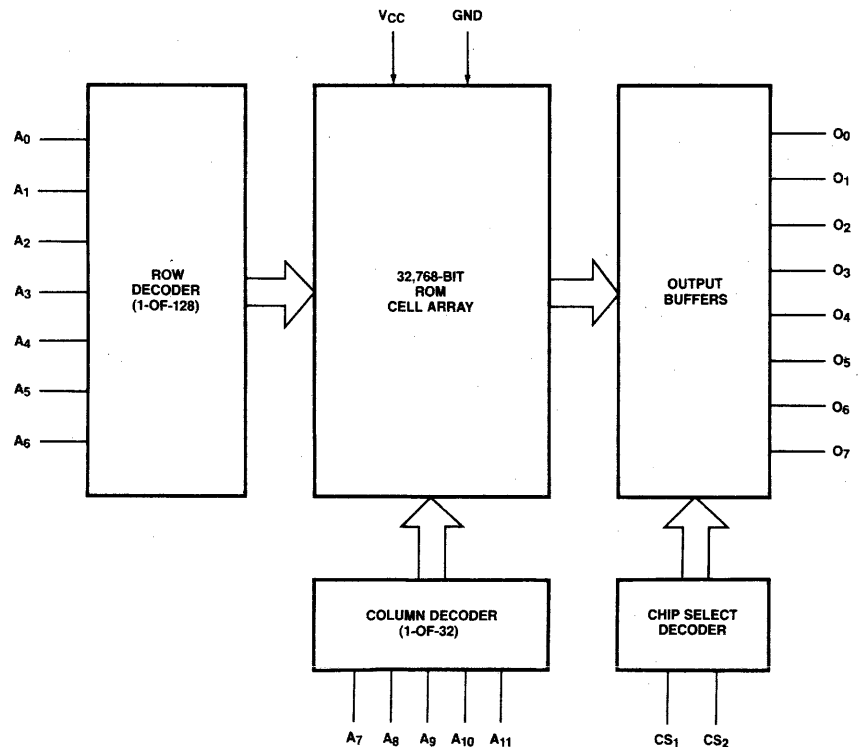 VCC GND
A0
A1
A2
A3
A4
A5
A6
ROW
DECODER
(1-OF-128)
32,768-BIT
ROM
CELL ARRAY
OUTPUT
BUFFERS
O0
O1
O2
O3
O4
O5
O6
O7
COLUMN DECODER
(1-OF-32)
CHIP SELECT
DECODER
A7 A8 A9 A10 A11
CS1 CS2